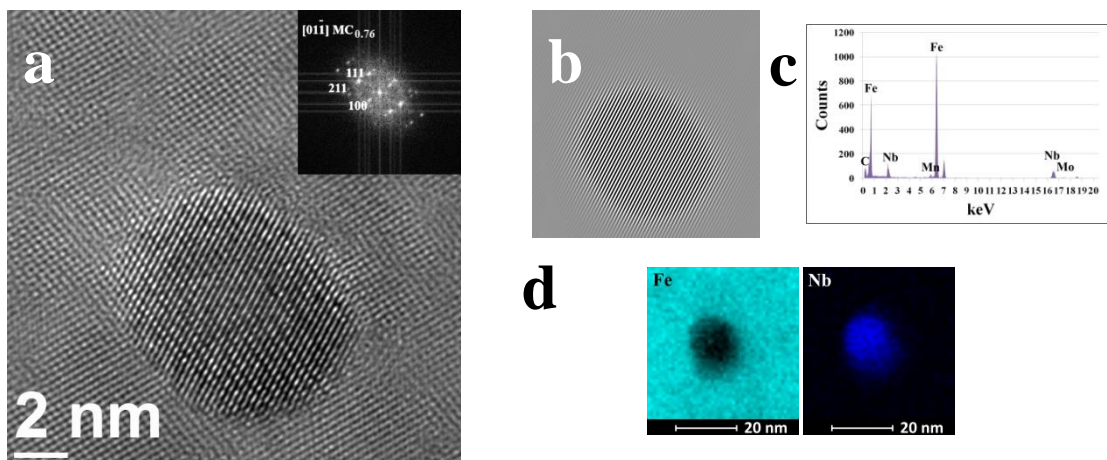 a
[01̄1] MC0.76
111
211
100
2 nm
b
c
1200
1000
800
600
400
200
0
Counts
Fe
Fe
C
Nb
Mn
Nb
Mo
0 1 2 3 4 5 6 7 8 9 10 11 12 13 14 15 16 17 18 19 20
keV
d
Fe
20 nm
Nb
20 nm